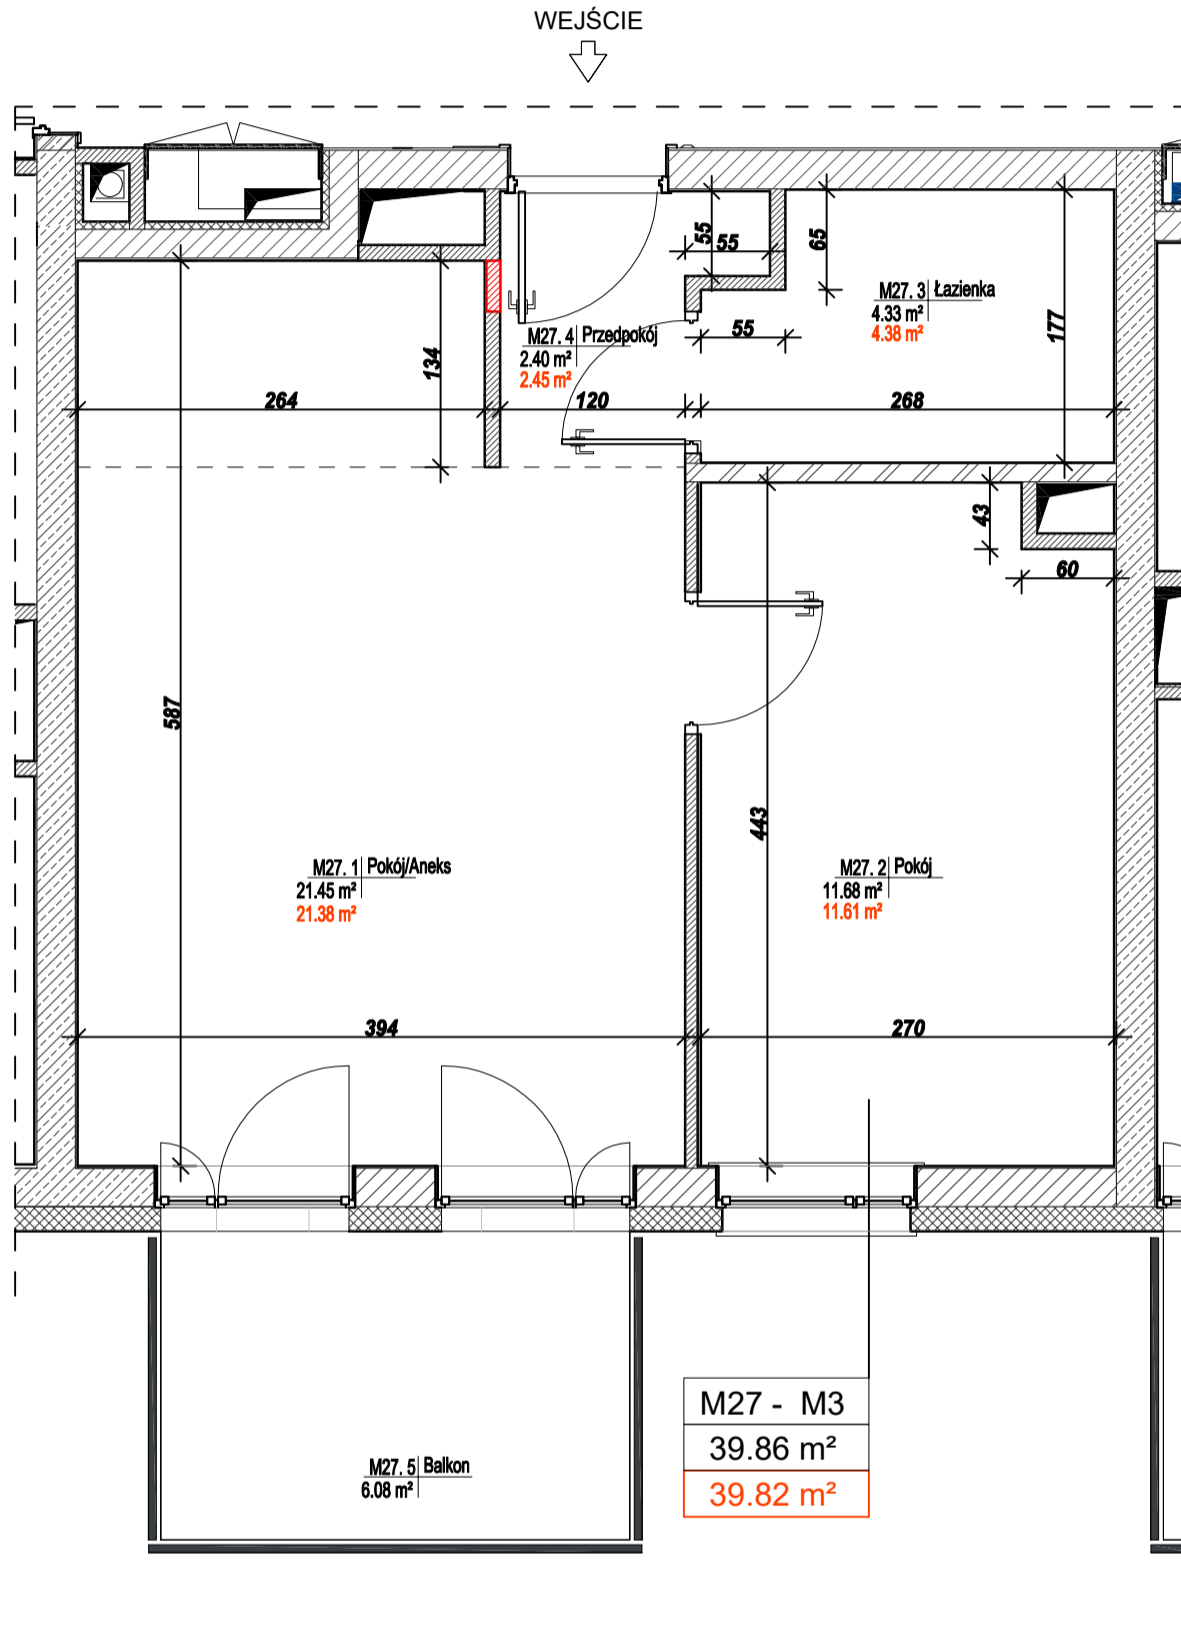 WEJŚCIE
55
55
65
M27. 3 Łazienka
4.33 m²
4.38 m²
177
55
M27. 4 Przedpokój
2.40 m²
2.45 m²
134
264
120
268
43
60
587
443
M27. 1 Pokój/Aneks
21.45 m²
21.38 m²
M27. 2 Pokój
11.68 m²
11.61 m²
394
270
M27 - M3
39.86 m²
39.82 m²
M27. 5 Balkon
6.08 m²